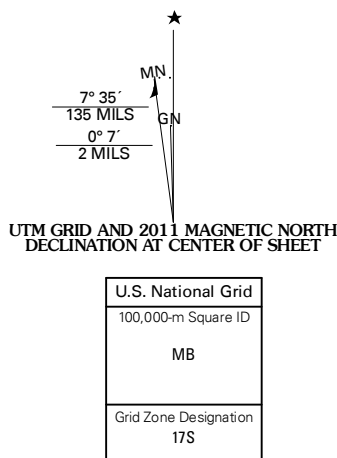 ★
MN
7° 35´
135 MILS
GN
0° 7´
2 MILS
UTM GRID AND 2011 MAGNETIC NORTH
DECLINATION AT CENTER OF SHEET
U.S. National Grid
100,000-m Square ID
MB
Grid Zone Designation
17S